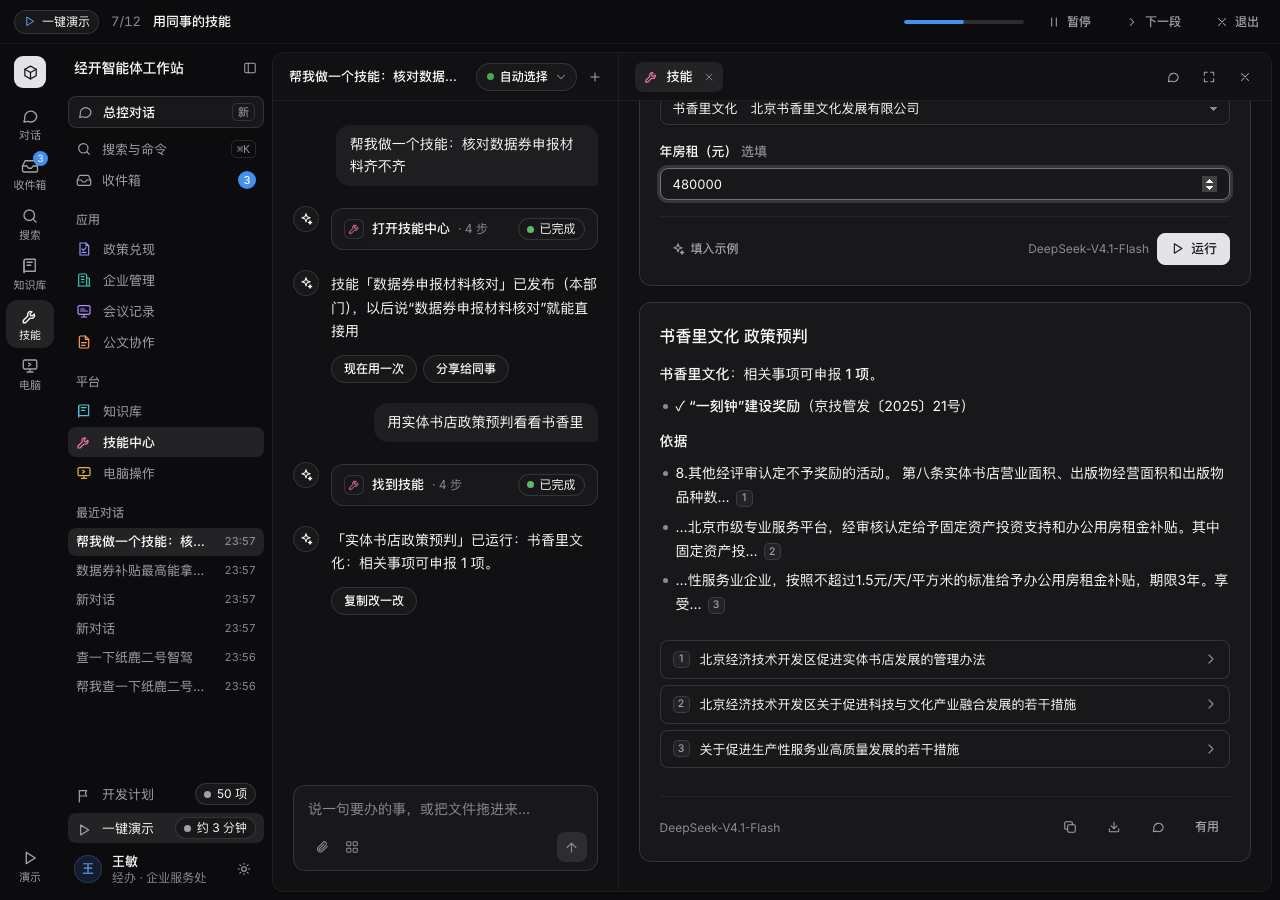 一键演示
7/12
用同事的技能
暂停
下一段
退出
对话
3
收件箱
搜索
知识库
技能
电脑
演示
经开智能体工作站
总控对话
新
搜索与命令
⌘K
收件箱
3
应用
政策兑现
企业管理
会议记录
公文协作
平台
知识库
技能中心
电脑操作
最近对话
帮我做一个技能：核... 23:57
数据券补贴最高能拿... 23:57
新对话 23:57
新对话 23:57
查一下纸鹿二号智驾 23:56
帮我查一下纸鹿二号... 23:56
开发计划
50 项
一键演示
约 3 分钟
王
王敏
经办 · 企业服务处
帮我做一个技能：核对数据...
自动选择
帮我做一个技能：核对数据券申报材
料齐不齐
打开技能中心 · 4 步
已完成
技能「数据券申报材料核对」已发布（本部
门），以后说“数据券申报材料核对”就能直
接用
现在用一次
分享给同事
用实体书店政策预判看看书香里
找到技能 · 4 步
已完成
「实体书店政策预判」已运行：书香里文
化：相关事项可申报 1 项。
复制改一改
说一句要办的事，或把文件拖进来...
技能
书香里文化 北京书香里文化发展有限公司
年房租（元） 选填
480000
填入示例
DeepSeek-V4.1-Flash
运行
书香里文化 政策预判
书香里文化：相关事项可申报 1 项。
✓ “一刻钟”建设奖励（京技管发〔2025〕21号）
依据
8.其他经评审认定不予奖励的活动。 第八条实体书店营业面积、出版物经营面积和出版物
品种数... 1
...北京市级专业服务平台，经审核认定给予固定资产投资支持和办公用房租金补贴。其中
固定资产投... 2
...性服务业企业，按照不超过1.5元/天/平方米的标准给予办公用房租金补贴，期限3年。享
受... 3
1 北京经济技术开发区促进实体书店发展的管理办法
2 北京经济技术开发区关于促进科技与文化产业融合发展的若干措施
3 关于促进生产性服务业高质量发展的若干措施
DeepSeek-V4.1-Flash
有用